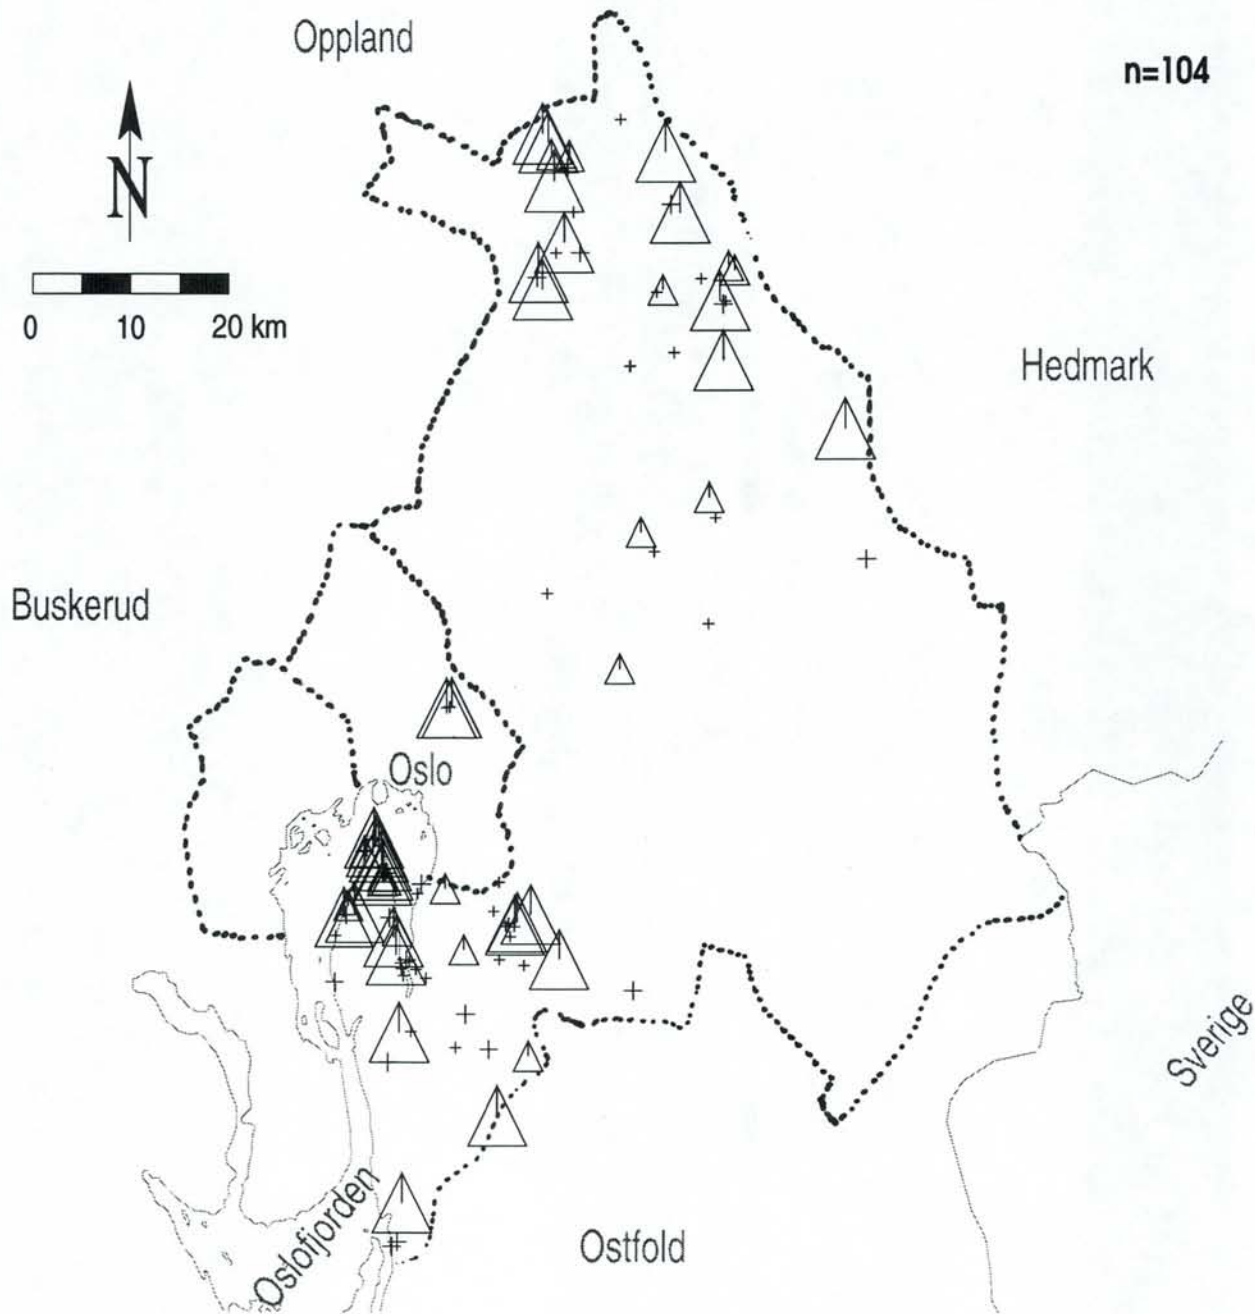 Oppland
n=104
N
0 10 20 km
Hedmark
Buskerud
Oslo
Sverige
Oslofjorden
Ostfold